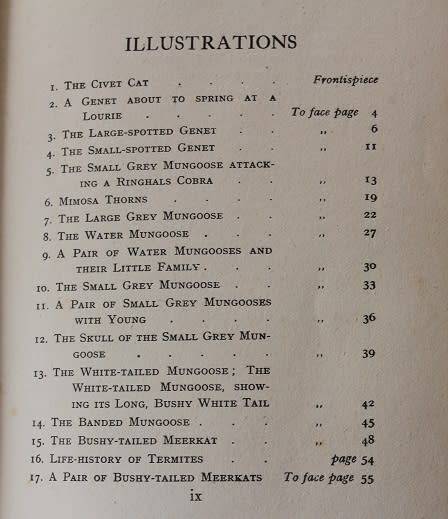 ILLUSTRATIONS
1. The Civet Cat . . . . Frontispiece
2. A Genet about to spring at a
Lourie . . . . . To face page 4
3. The Large-spotted Genet . . ,, 6
4. The Small-spotted Genet . . ,, 11
5. The Small Grey Mungoose attack-
ing a Ringhals Cobra . . ,, 13
6. Mimosa Thorns . . . . ,, 19
7. The Large Grey Mungoose . . ,, 22
8. The Water Mungoose . . . ,, 27
9. A Pair of Water Mungooses and
their Little Family . . . ,, 30
10. The Small Grey Mungoose . . ,, 33
11. A Pair of Small Grey Mungooses
with Young . . . . ,, 36
12. The Skull of the Small Grey Mun-
goose . . . . . ,, 39
13. The White-tailed Mungoose ; The
White-tailed Mungoose, show-
ing its Long, Bushy White Tail ,, 42
14. The Banded Mungoose . . . ,, 45
15. The Bushy-tailed Meerkat . . ,, 48
16. Life-history of Termites . . page 54
17. A Pair of Bushy-tailed Meerkats To face page 55
ix